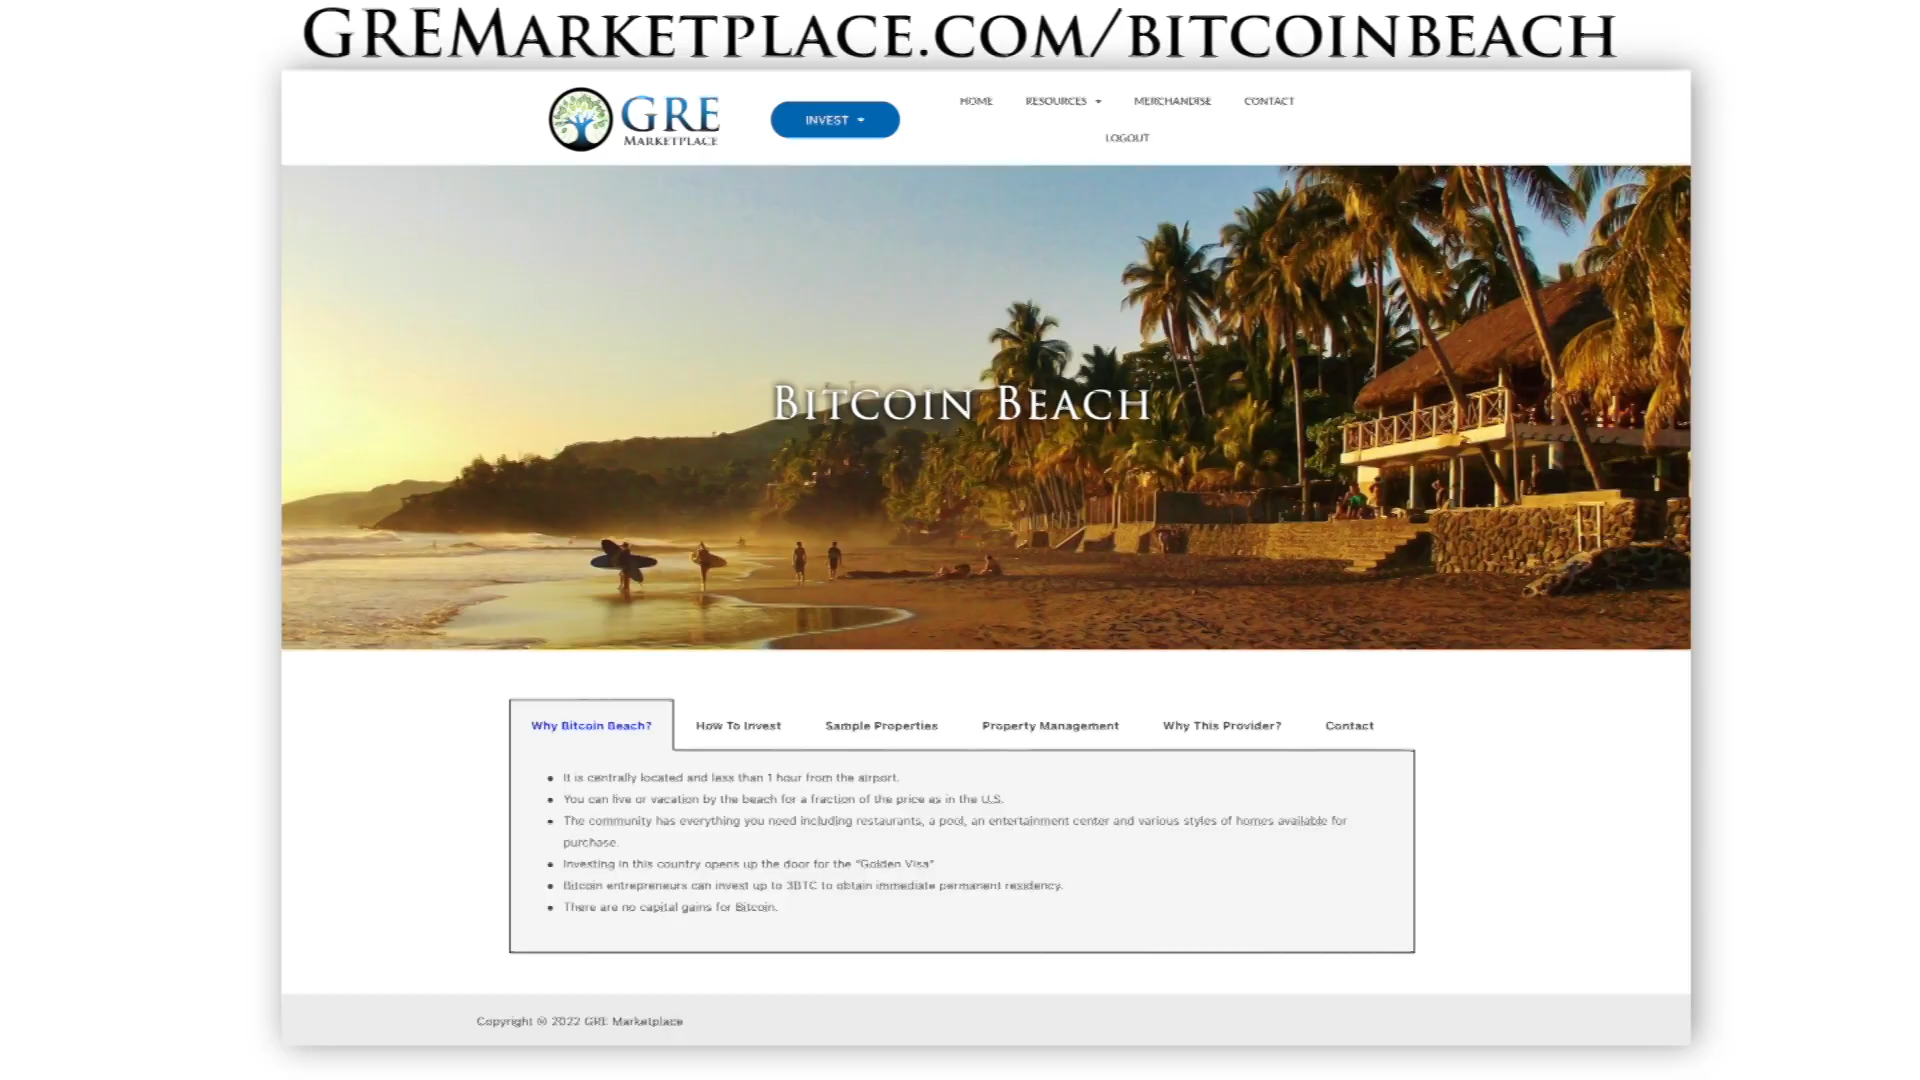 GREMarketplace.com/bitcoinbeach
GRE
Marketplace
INVEST
HOME RESOURCES MERCHANDISE CONTACT
LOGOUT
Bitcoin Beach
Why Bitcoin Beach? How To Invest Sample Properties Property Management Why This Provider? Contact
It is centrally located and less than 1 hour from the airport.
You can live or vacation by the beach for a fraction of the price as in the U.S.
The community has everything you need including restaurants, a pool, an entertainment center and various styles of homes available for
purchase.
Investing in this country opens up the door for the "Golden Visa"
Bitcoin entrepreneurs can invest up to 3BTC to obtain immediate permanent residency.
There are no capital gains for Bitcoin.
Copyright © 2022 GRE Marketplace